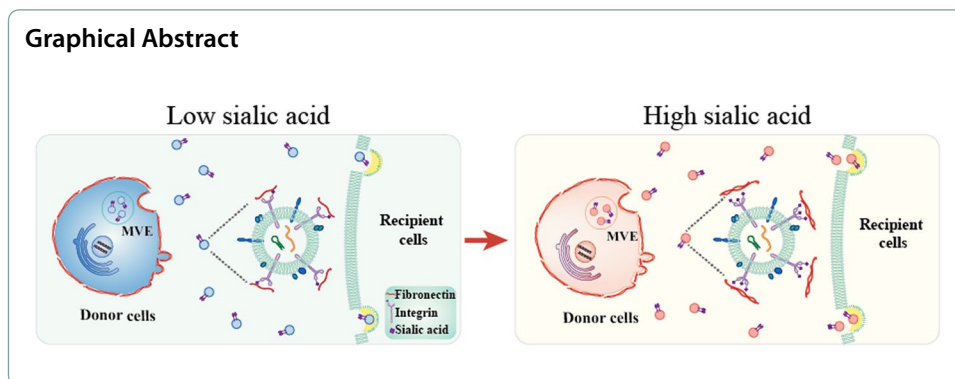 Graphical Abstract
Low sialic acid
High sialic acid
MVE
Recipient
cells
Donor cells
Fibronectin
Integrin
Sialic acid
MVE
Recipient
cells
Donor cells